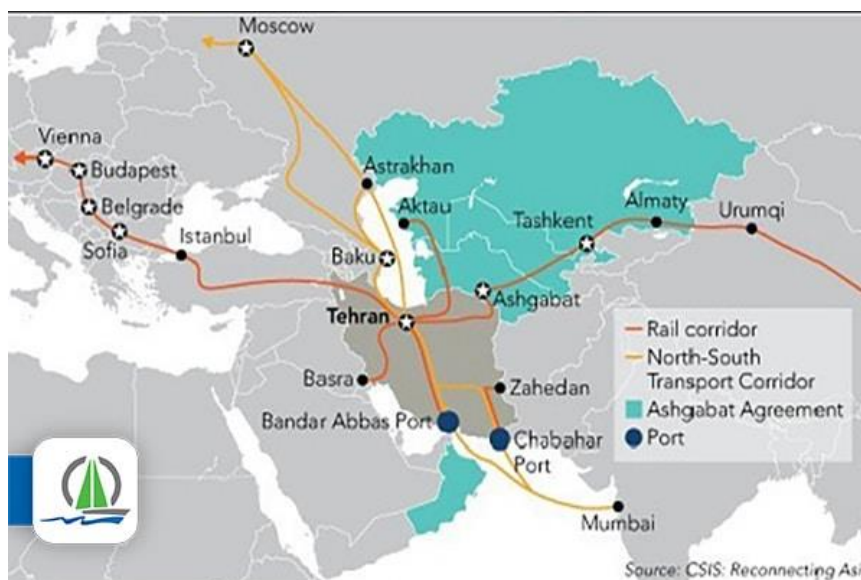 Moscow
Vienna
Budapest
Belgrade
Sofia
Istanbul
Astrakhan
Aktau
Baku
Tashkent
Almaty
Urumqi
Ashgabat
Tehran
Basra
Zahedan
Bandar Abbas Port
Chabahar
Port
Mumbai
Rail corridor
North-South
Transport Corridor
Ashgabat Agreement
Port
Source: CSIS: Reconnecting Asi